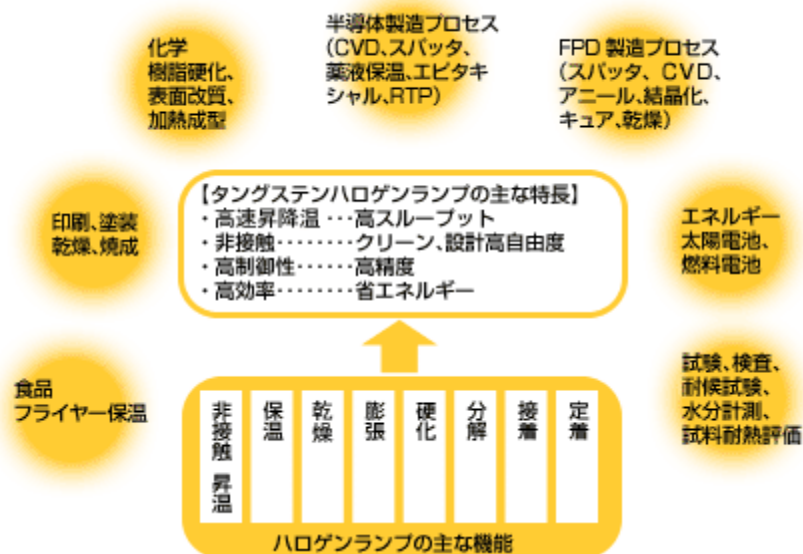 化学
樹脂硬化、
表面改質、
加熱成型
半導体製造プロセス
(CVD、スパッタ、
薬液保温、エピタキ
シャル、RTP)
FPD 製造プロセス
(スパッタ、CVD、
アニール、結晶化、
キュア、乾燥)
印刷、塗装
乾燥、焼成
【タングステンハロゲンランプの主な特長】
・高速昇降温 …高スループット
・非接触………クリーン、設計高自由度
・高制御性……高精度
・高効率………省エネルギー
エネルギー
太陽電池、
燃料電池
食品
フライヤー保温
試験、検査、
耐候試験、
水分計測、
試料耐熱評価
非接触 昇温
保温
乾燥
膨張
硬化
分解
接着
定着
ハロゲンランプの主な機能